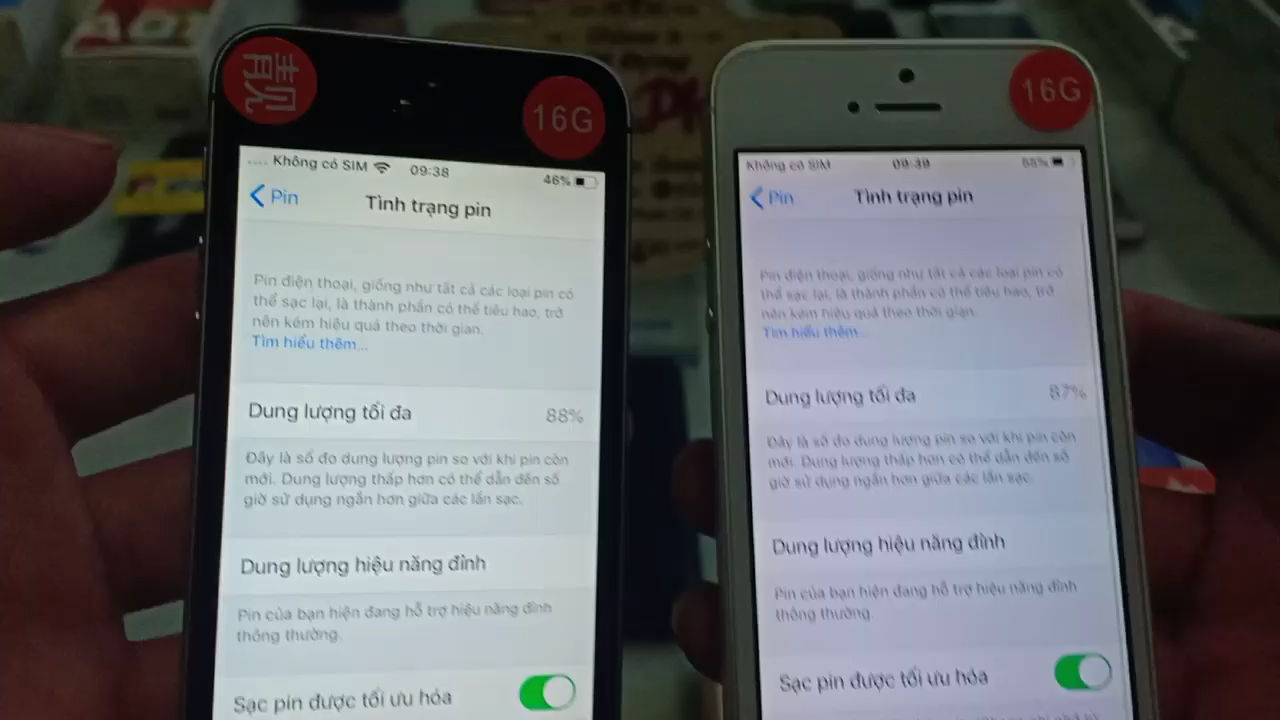 靓
16G
.... Không có SIM 09:38
46%
Pin
Tình trạng pin
Pin điện thoại, giống như tất cả các loại pin có
thể sạc lại, là thành phần có thể tiêu hao, trở
nên kém hiệu quả theo thời gian.
Tìm hiểu thêm...
Dung lượng tối đa 88%
Đây là số đo dung lượng pin so với khi pin còn
mới. Dung lượng thấp hơn có thể dẫn đến số
giờ sử dụng ngắn hơn giữa các lần sạc.
Dung lượng hiệu năng đỉnh
Pin của bạn hiện đang hỗ trợ hiệu năng đỉnh
thông thường.
Sạc pin được tối ưu hóa
16G
Không có SIM 09:39
Pin
Tình trạng pin
Pin điện thoại, giống như tất cả các loại pin có
thể sạc lại, là thành phần có thể tiêu hao, trở
nên kém hiệu quả theo thời gian.
Tìm hiểu thêm...
Dung lượng tối đa 87%
Đây là số đo dung lượng pin so với khi pin còn
mới. Dung lượng thấp hơn có thể dẫn đến số
giờ sử dụng ngắn hơn giữa các lần sạc.
Dung lượng hiệu năng đỉnh
Pin của bạn hiện đang hỗ trợ hiệu năng đỉnh
thông thường.
Sạc pin được tối ưu hóa